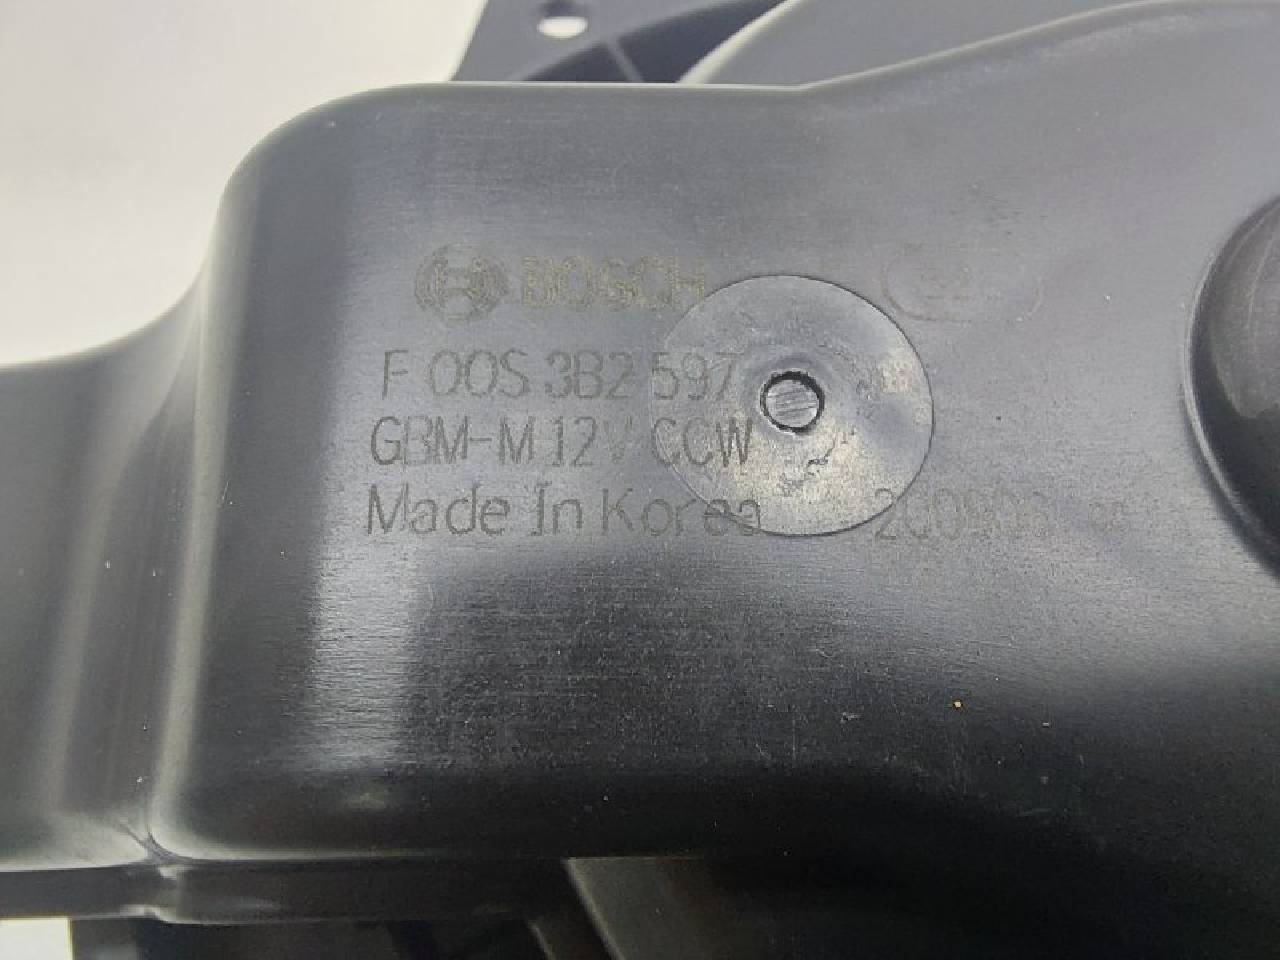 BOSCH
F 00S 3B2 597
GBM-M 12V CCW
Made In Korea